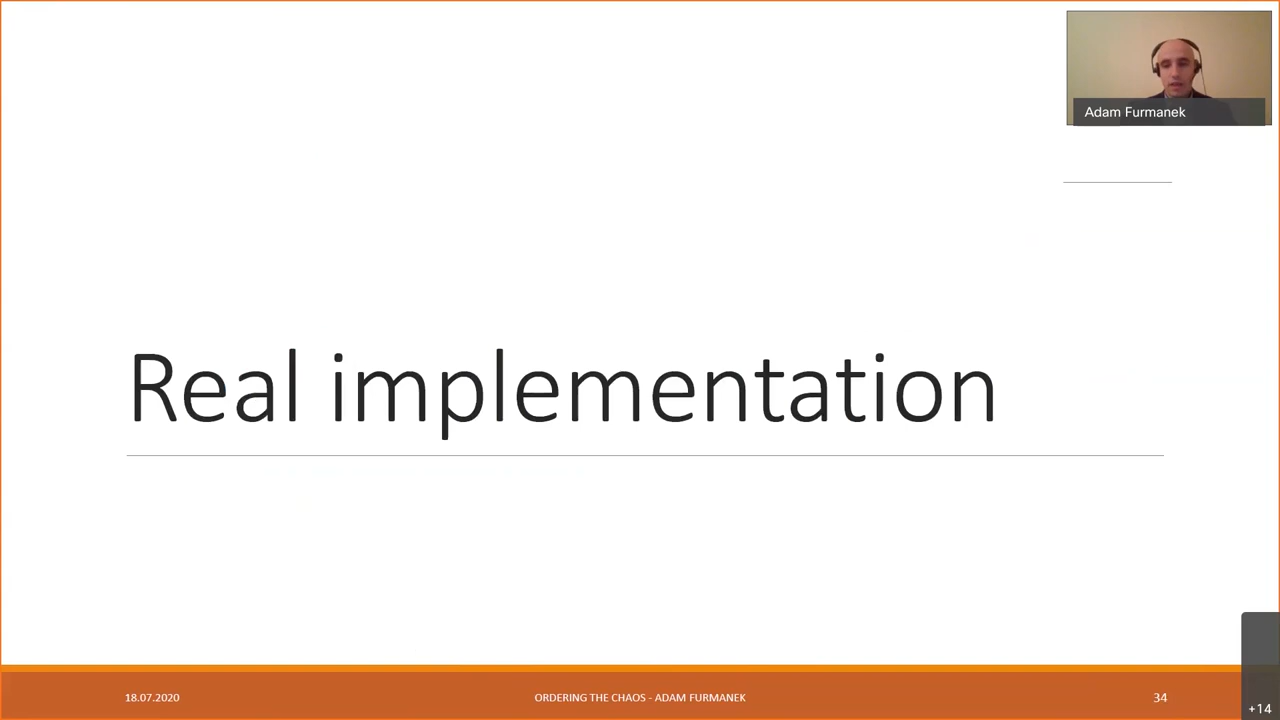 Adam Furmanek
Real implementation
18.07.2020
ORDERING THE CHAOS - ADAM FURMANEK
34
+14